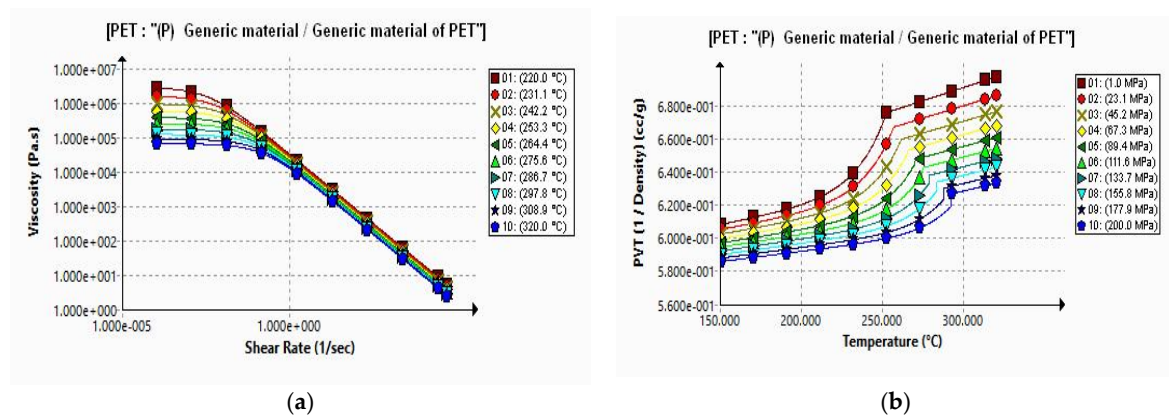 [PET : "(P) Generic material / Generic material of PET"]
1.000e+007
1.000e+006
1.000e+005
1.000e+004
1.000e+003
1.000e+002
1.000e+001
1.000e+000
1.000e-005
1.000e+000
Viscosity (Pa.s)
Shear Rate (1/sec)
01: (220.0 °C)
02: (231.1 °C)
03: (242.2 °C)
04: (253.3 °C)
05: (264.4 °C)
06: (275.6 °C)
07: (286.7 °C)
08: (297.8 °C)
09: (308.9 °C)
10: (320.0 °C)
(a)
[PET : "(P) Generic material / Generic material of PET"]
6.800e-001
6.600e-001
6.400e-001
6.200e-001
6.000e-001
5.800e-001
5.600e-001
150.000
200.000
250.000
300.000
PVT (1 / Density) (cc/g)
Temperature (°C)
01: (1.0 MPa)
02: (23.1 MPa)
03: (45.2 MPa)
04: (67.3 MPa)
05: (89.4 MPa)
06: (111.6 MPa)
07: (133.7 MPa)
08: (155.8 MPa)
09: (177.9 MPa)
10: (200.0 MPa)
(b)